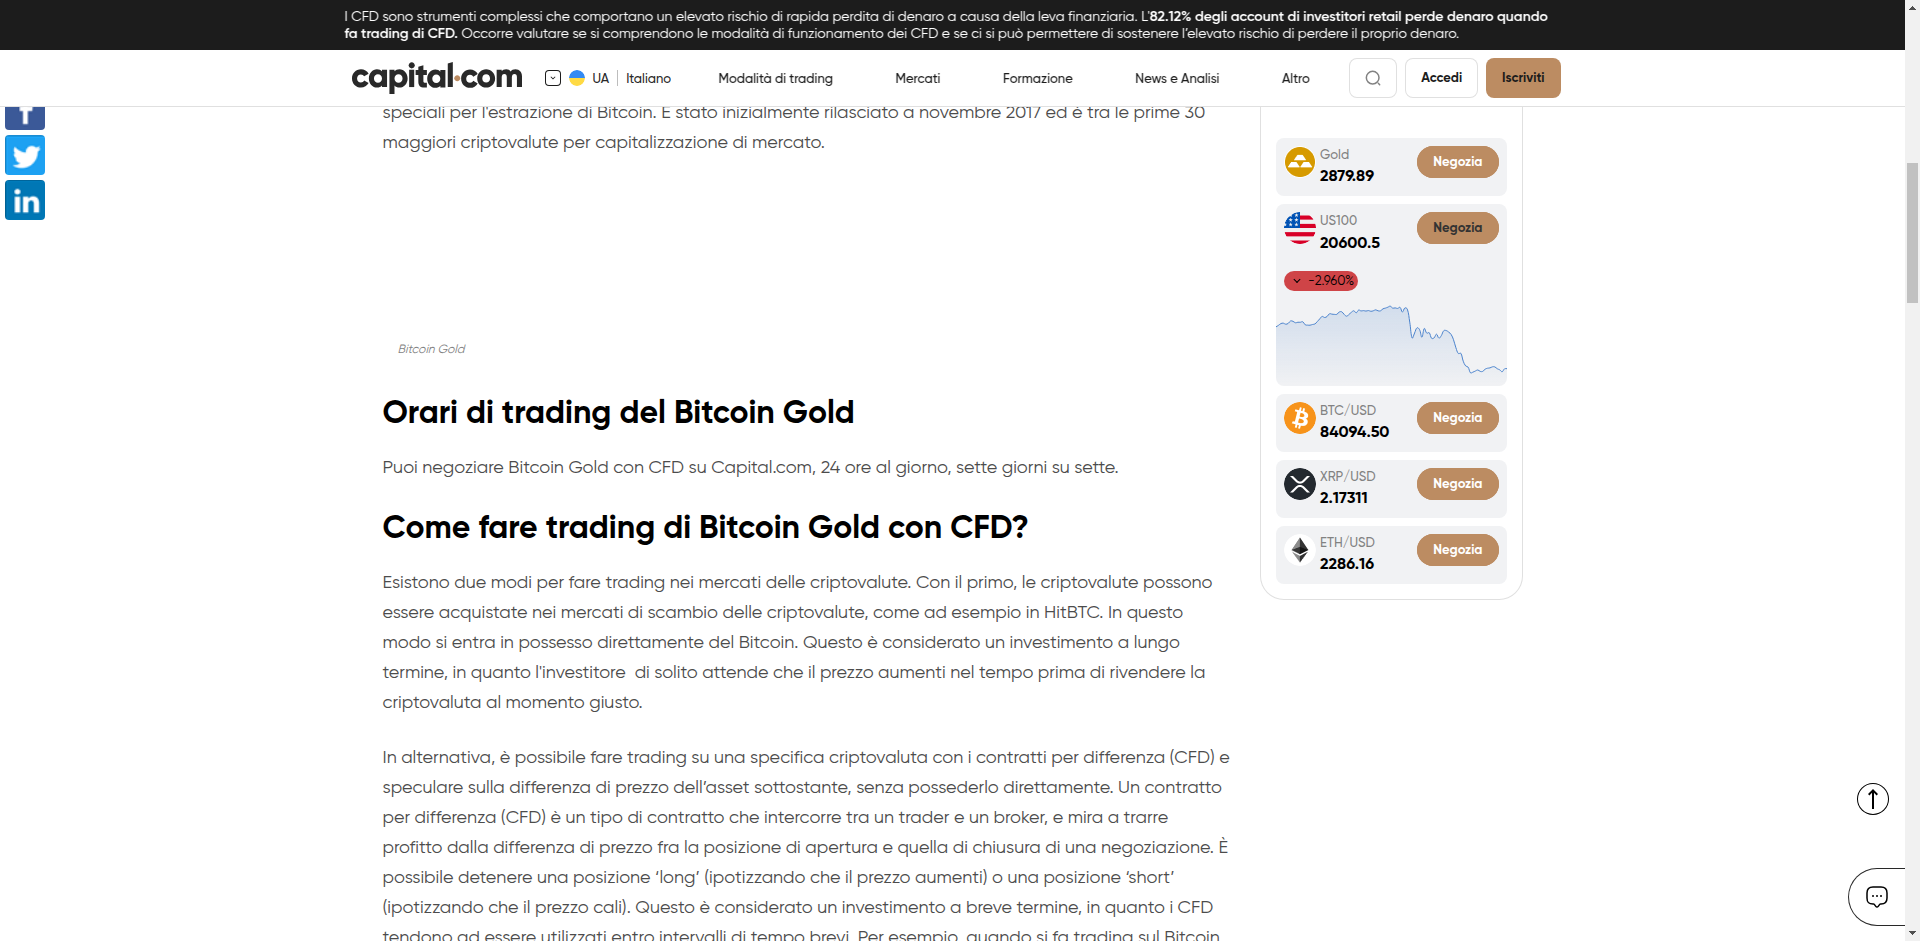 I CFD sono strumenti complessi che comportano un elevato rischio di rapida perdita di denaro a causa della leva finanziaria. L'82.12% degli account di investitori retail perde denaro quando
fa trading di CFD. Occorre valutare se si comprendono le modalità di funzionamento dei CFD e se ci si può permettere di sostenere l'elevato rischio di perdere il proprio denaro.
capital.com
UA Italiano
Modalità di trading
Mercati
Formazione
News e Analisi
Altro
Accedi
Iscriviti
speciali per l'estrazione di Bitcoin. È stato inizialmente rilasciato a novembre 2017 ed è tra le prime 30
maggiori criptovalute per capitalizzazione di mercato.
Bitcoin Gold
Orari di trading del Bitcoin Gold
Puoi negoziare Bitcoin Gold con CFD su Capital.com, 24 ore al giorno, sette giorni su sette.
Come fare trading di Bitcoin Gold con CFD?
Esistono due modi per fare trading nei mercati delle criptovalute. Con il primo, le criptovalute possono
essere acquistate nei mercati di scambio delle criptovalute, come ad esempio in HitBTC. In questo
modo si entra in possesso direttamente del Bitcoin. Questo è considerato un investimento a lungo
termine, in quanto l'investitore  di solito attende che il prezzo aumenti nel tempo prima di rivendere la
criptovaluta al momento giusto.
In alternativa, è possibile fare trading su una specifica criptovaluta con i contratti per differenza (CFD) e
speculare sulla differenza di prezzo dell’asset sottostante, senza possederlo direttamente. Un contratto
per differenza (CFD) è un tipo di contratto che intercorre tra un trader e un broker, e mira a trarre
profitto dalla differenza di prezzo fra la posizione di apertura e quella di chiusura di una negoziazione. È
possibile detenere una posizione ‘long’ (ipotizzando che il prezzo aumenti) o una posizione ‘short’
(ipotizzando che il prezzo cali). Questo è considerato un investimento a breve termine, in quanto i CFD
tendono ad essere utilizzati entro intervalli di tempo brevi. Per esempio, quando si fa trading sul Bitcoin
Gold
2879.89
Negozia
US100
20600.5
Negozia
-2.960%
BTC/USD
84094.50
Negozia
XRP/USD
2.17311
Negozia
ETH/USD
2286.16
Negozia